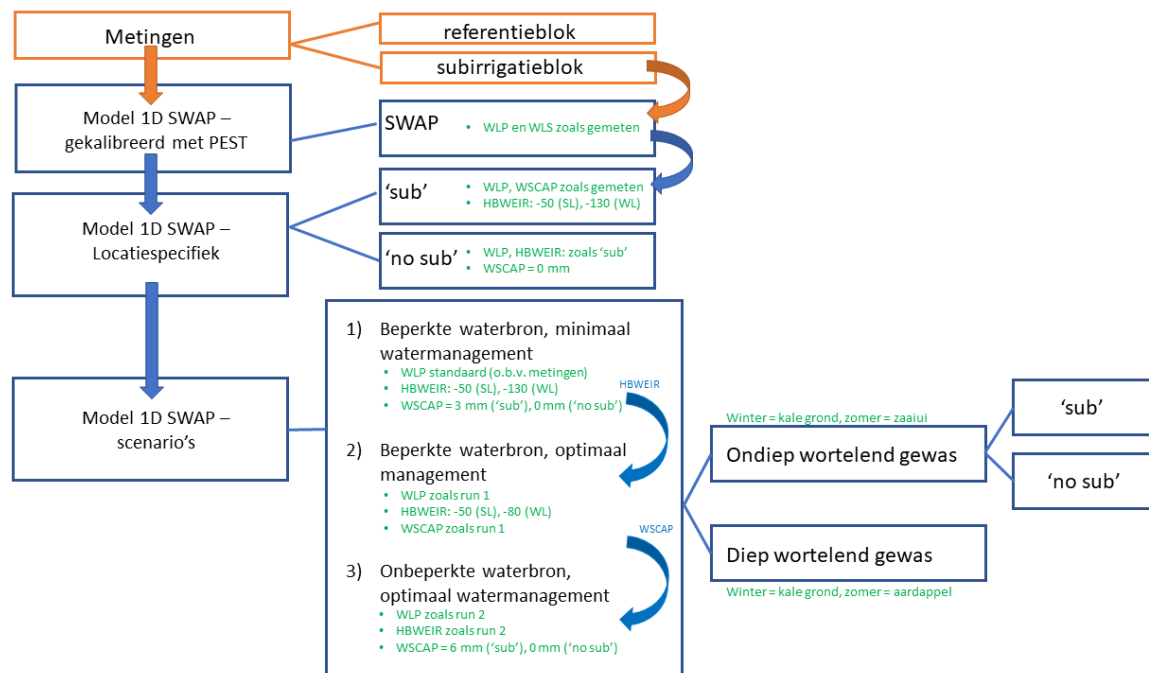 Metingen
referentieblok
subirrigatieblok
Model 1D SWAP –
gekalibreerd met PEST
SWAP
• WLP en WLS zoals gemeten
Model 1D SWAP –
Locatiespecifiek
‘sub’
• WLP, WSCAP zoals gemeten
• HBWEIR: -50 (SL), -130 (WL)
‘no sub’
• WLP, HBWEIR: zoals ‘sub’
• WSCAP = 0 mm
Model 1D SWAP –
scenario’s
1) Beperkte waterbron, minimaal
watermanagement
• WLP standaard (o.b.v. metingen)
• HBWEIR: -50 (SL), -130 (WL)
• WSCAP = 3 mm (‘sub’), 0 mm (‘no sub’)
HBWEIR
2) Beperkte waterbron, optimaal
management
• WLP zoals run 1
• HBWEIR: -50 (SL), -80 (WL)
• WSCAP zoals run 1
WSCAP
3) Onbeperkte waterbron,
optimaal watermanagement
• WLP zoals run 2
• HBWEIR zoals run 2
• WSCAP = 6 mm (‘sub’), 0 mm (‘no sub’)
Winter = kale grond, zomer = zaaiui
Ondiep wortelend gewas
‘sub’
‘no sub’
Diep wortelend gewas
Winter = kale grond, zomer = aardappel